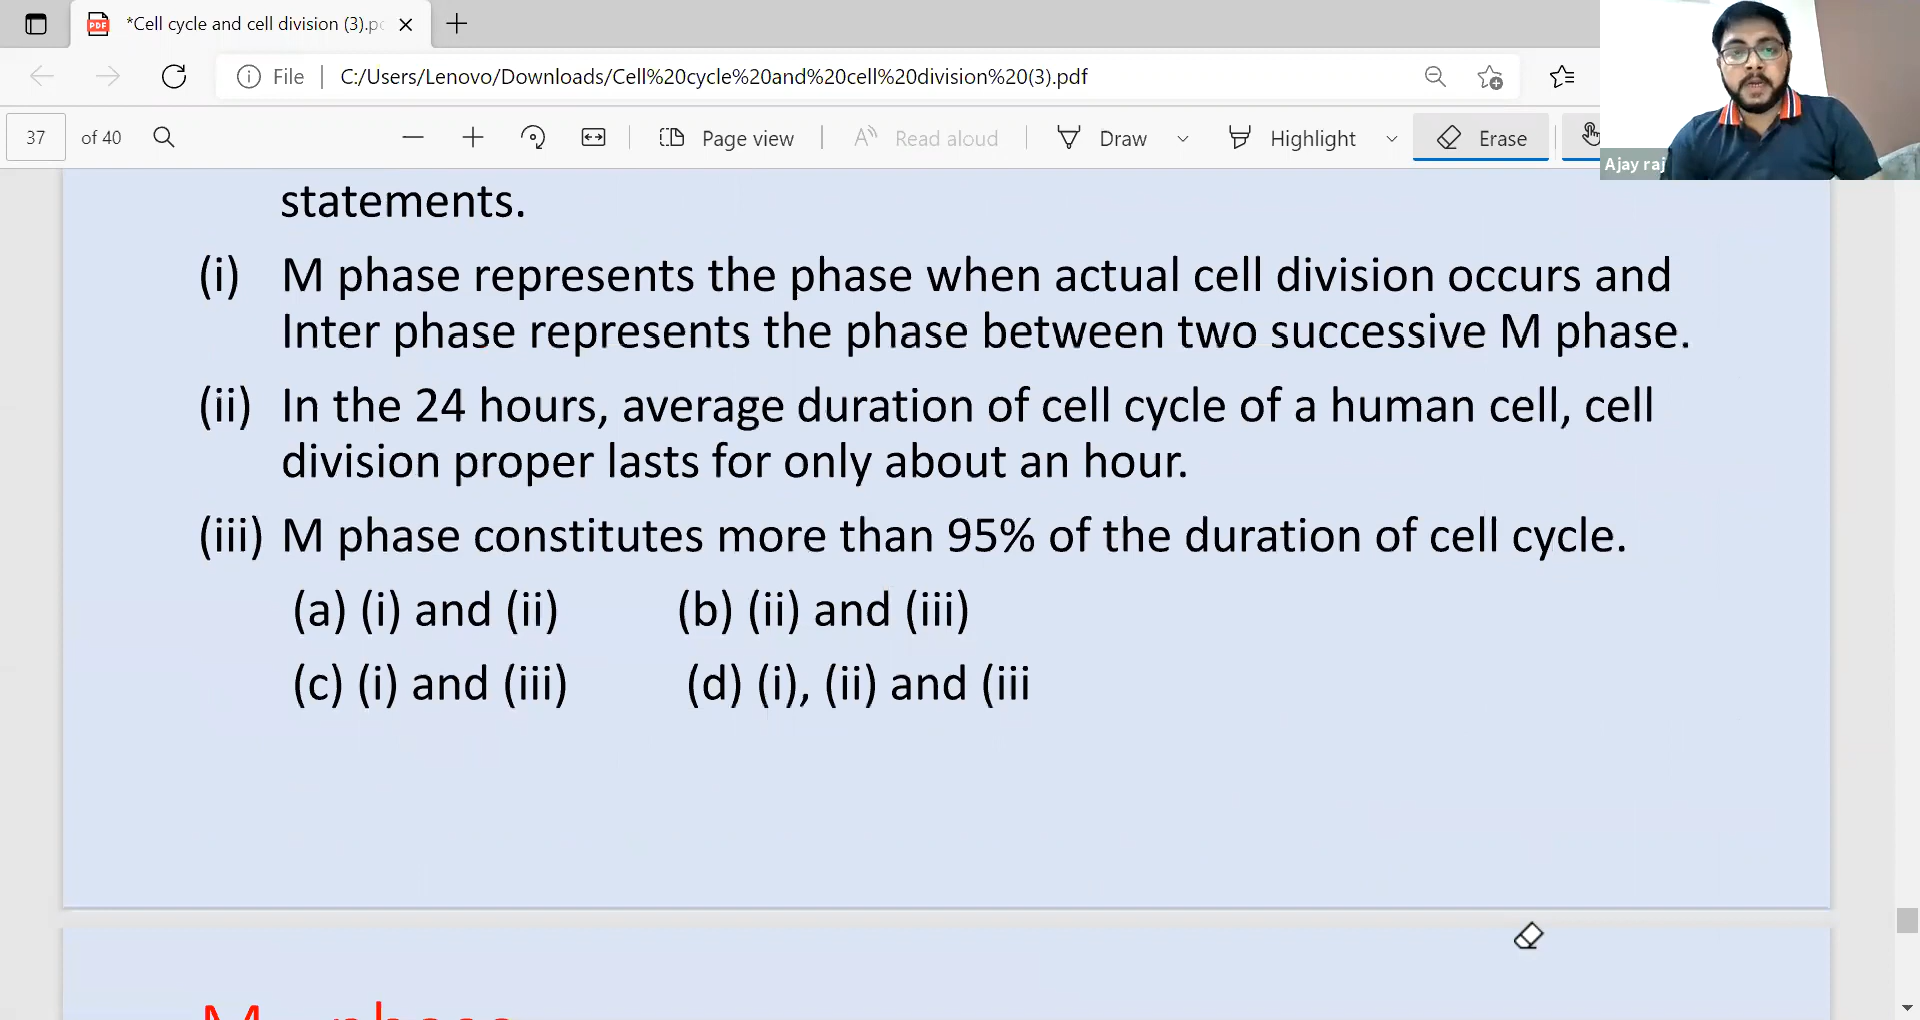 *Cell cycle and cell division (3).p
File
C:/Users/Lenovo/Downloads/Cell%20cycle%20and%20cell%20division%20(3).pdf
37 of 40
Page view
Read aloud
Draw
Highlight
Erase
Ajay raj
statements.
(i) M phase represents the phase when actual cell division occurs and
Inter phase represents the phase between two successive M phase.
(ii) In the 24 hours, average duration of cell cycle of a human cell, cell
division proper lasts for only about an hour.
(iii) M phase constitutes more than 95% of the duration of cell cycle.
(a) (i) and (ii) (b) (ii) and (iii)
(c) (i) and (iii) (d) (i), (ii) and (iii